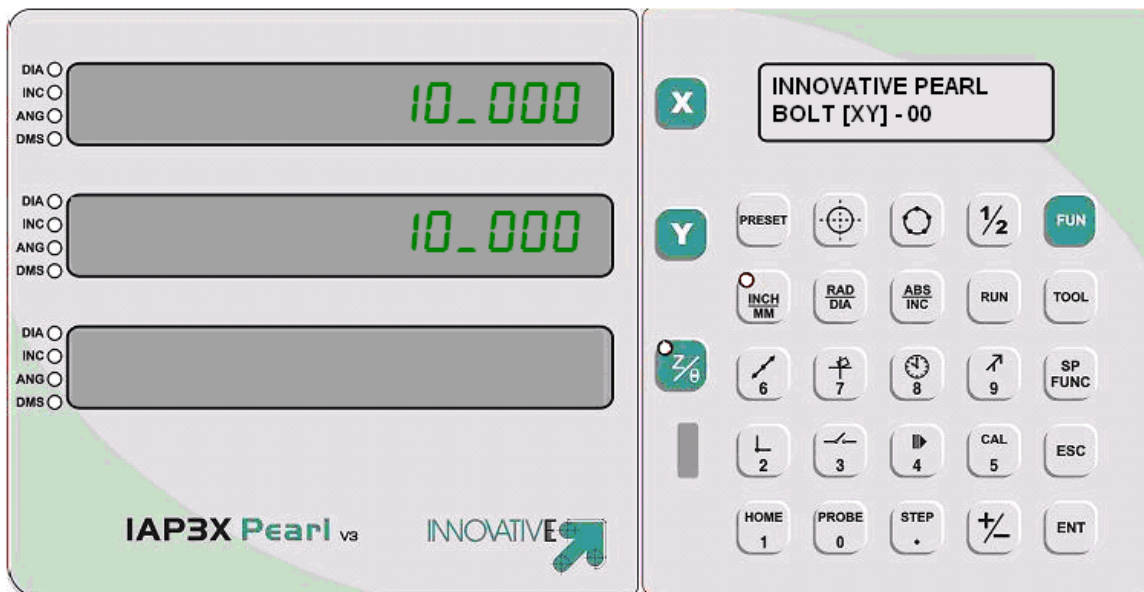 DIA
INC
ANG
DMS
10_000
DIA
INC
ANG
DMS
10_000
DIA
INC
ANG
DMS
IAP3X Pearl V3
INNOVATIVE
X
INNOVATIVE PEARL
BOLT [XY] - 00
Y
PRESET
½
FUN
INCH
MM
RAD
DIA
ABS
INC
RUN
TOOL
Z/θ
6
7
8
9
SP
FUNC
2
3
4
CAL
5
ESC
HOME
1
PROBE
0
STEP
.
+/-
ENT